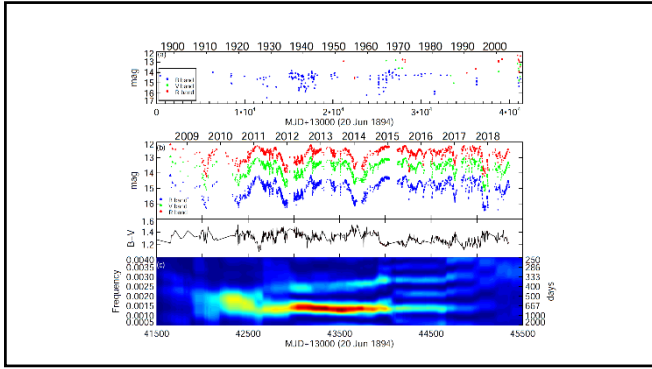 1900 1910 1920 1930 1940 1950 1960 1970 1980 1990 2000
(a)
12
13
14
15
16
mag
B band
V band
R band
0 1•10⁴ 2•10⁴ 3•10⁴ 4•10⁴
MJD+13000 (20 Jun 1894)
2009 2010 2011 2012 2013 2014 2015 2016 2017 2018
(b)
12
13
14
15
16
mag
B band
V band
R band
1.6
1.4
1.2
B-V
(c)
0.0040 250
0.0035 286
0.0030 333
0.0025 400
0.0020 500
0.0015 667
0.0010 1000
0.0005 2000
Frequency
days
41500 42500 43500 44500 45500
MJD+13000 (20 Jun 1894)